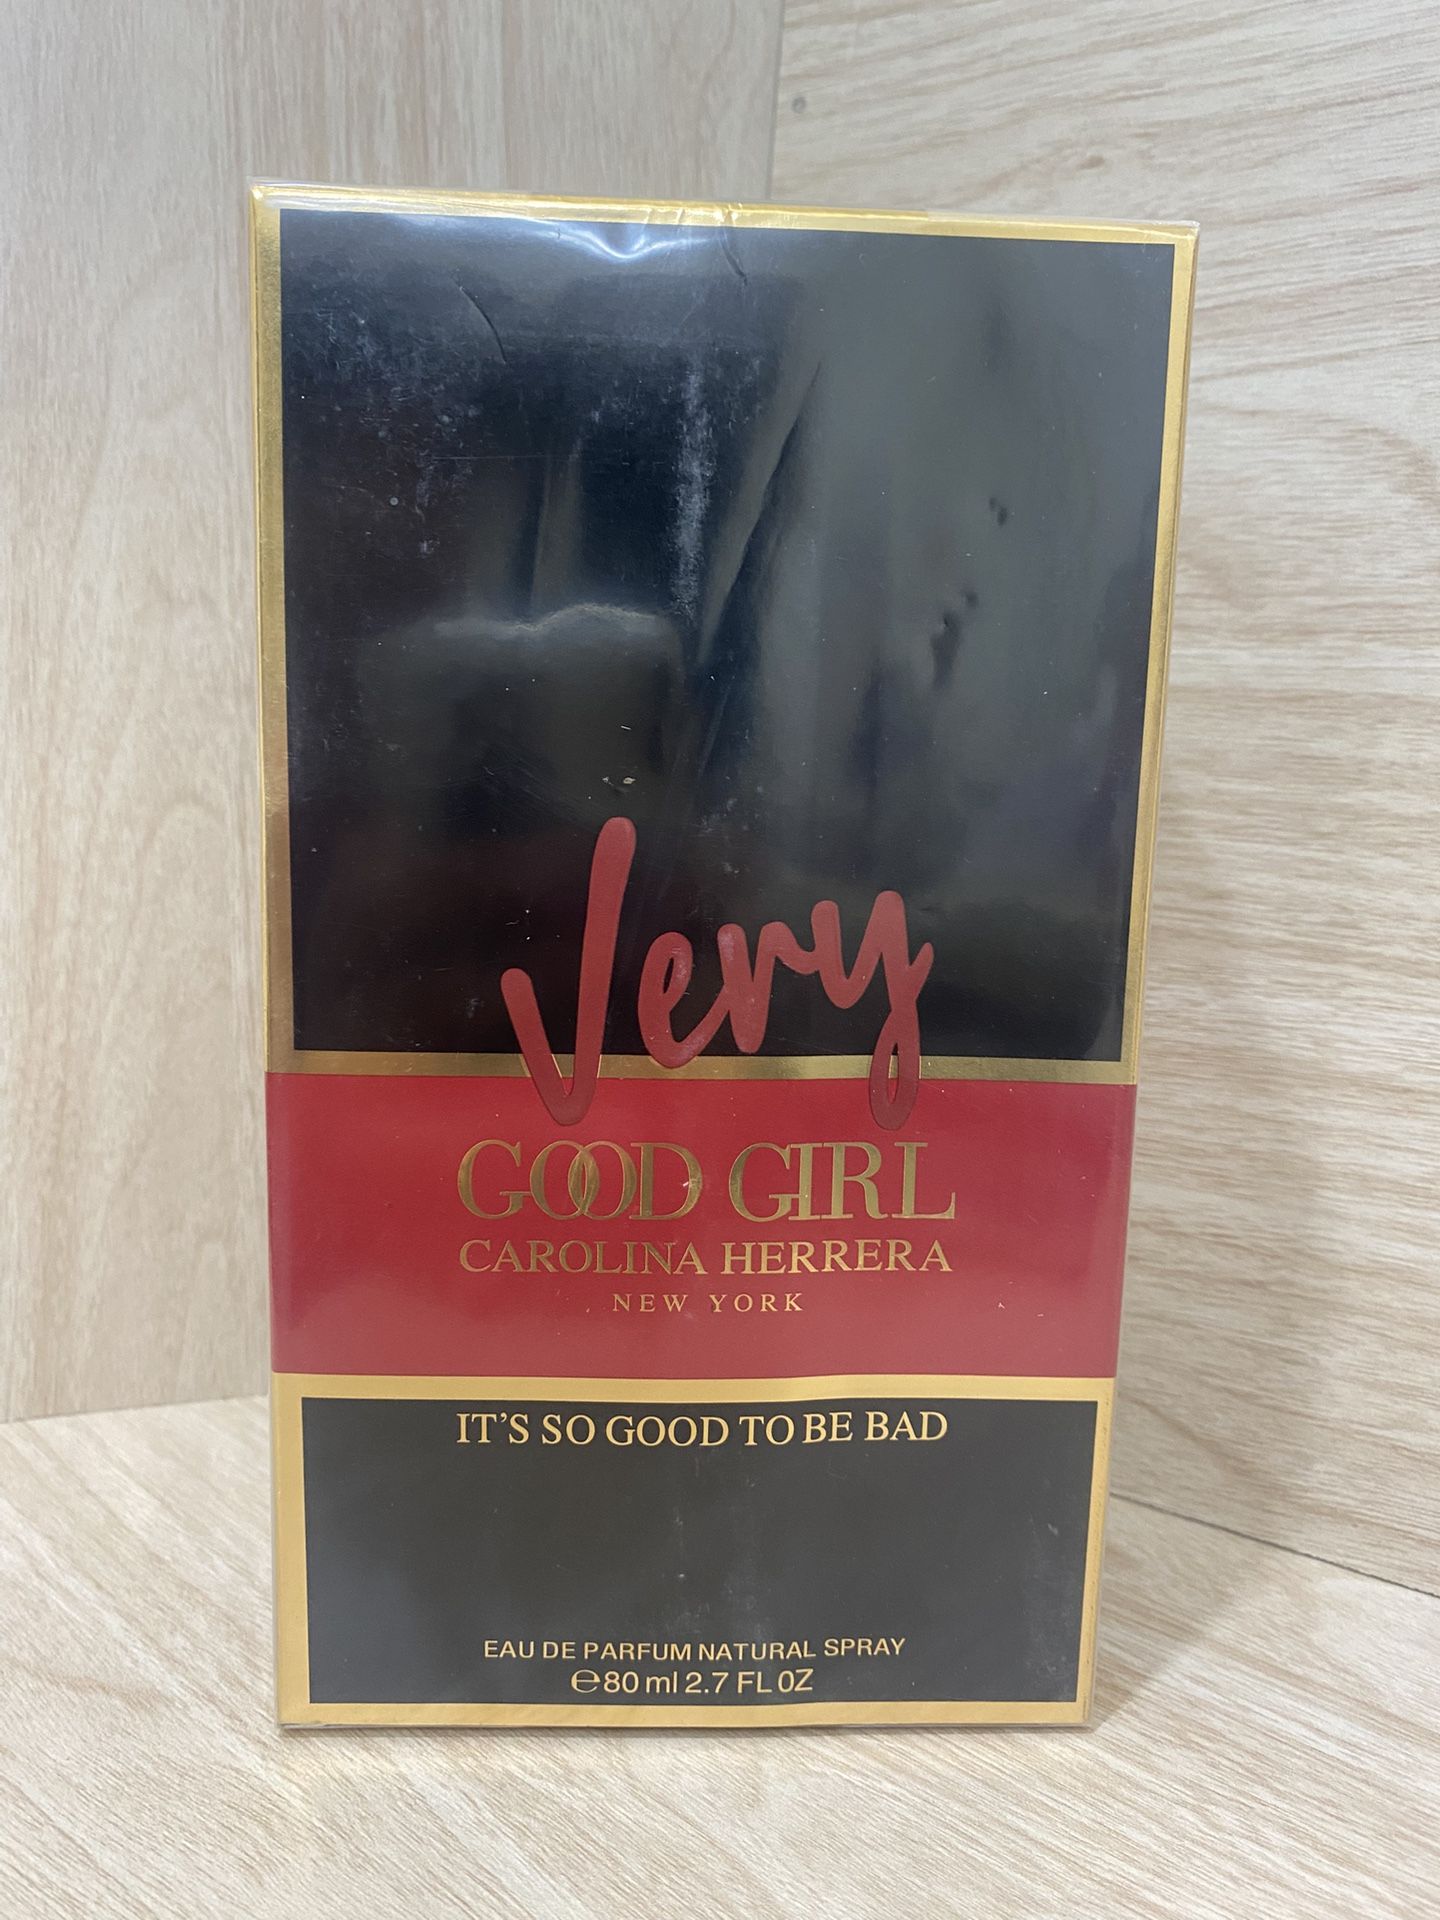 Very
GOOD GIRL
CAROLINA HERRERA
NEW YORK
IT'S SO GOOD TO BE BAD
EAU DE PARFUM NATURAL SPRAY
℮80 ml 2.7 FL OZ